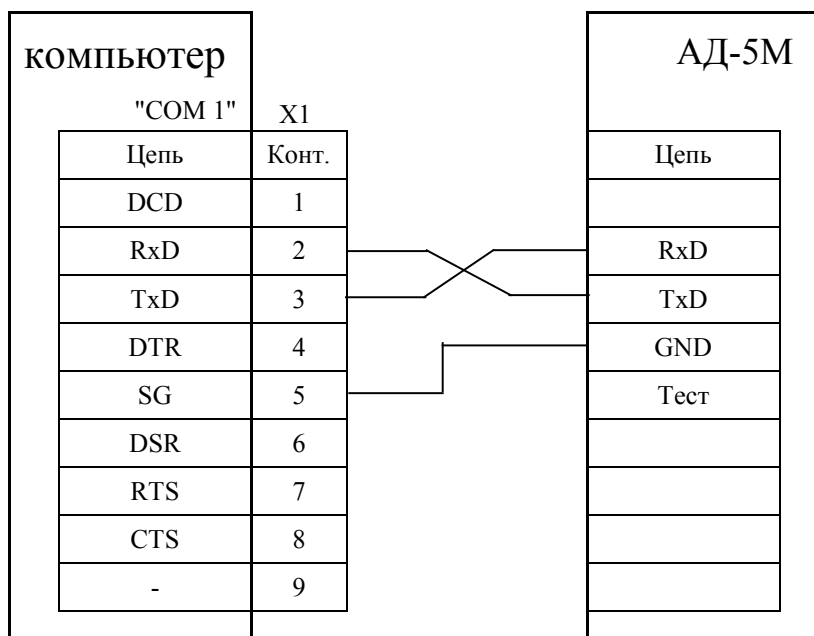 компьютер АД-5М
"COM 1" X1
Цепь Конт. Цепь
DCD 1
RxD 2 RxD
TxD 3 TxD
DTR 4 GND
SG 5 Тест
DSR 6
RTS 7
CTS 8
- 9